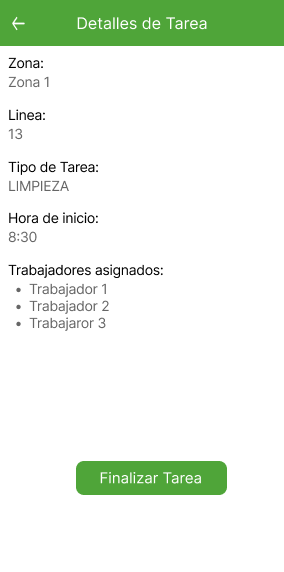 Detalles de Tarea
Zona:
Zona 1
Linea:
13
Tipo de Tarea:
LIMPIEZA
Hora de inicio:
8:30
Trabajadores asignados:
• Trabajador 1
• Trabajador 2
• Trabajaror 3
Finalizar Tarea